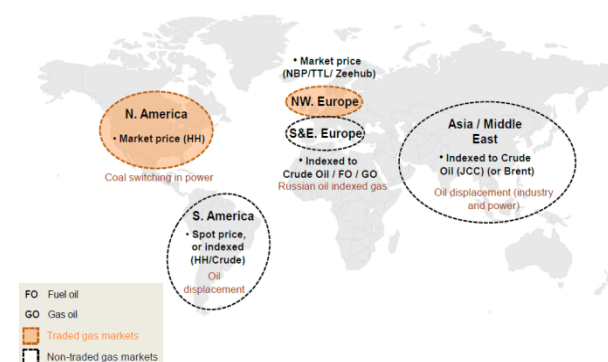 • Market price
(NBP/TTL/ Zeehub)
N. America
• Market price (HH)
Coal switching in power
NW. Europe
S&E. Europe
• Indexed to
Crude Oil / FO / GO
Russian oil indexed gas
Asia / Middle
East
• Indexed to Crude
Oil (JCC) (or Brent)
Oil displacement (industry
and power)
S. America
• Spot price,
or indexed
(HH/Crude)
Oil
displacement
FO Fuel oil
GO Gas oil
Traded gas markets
Non-traded gas markets